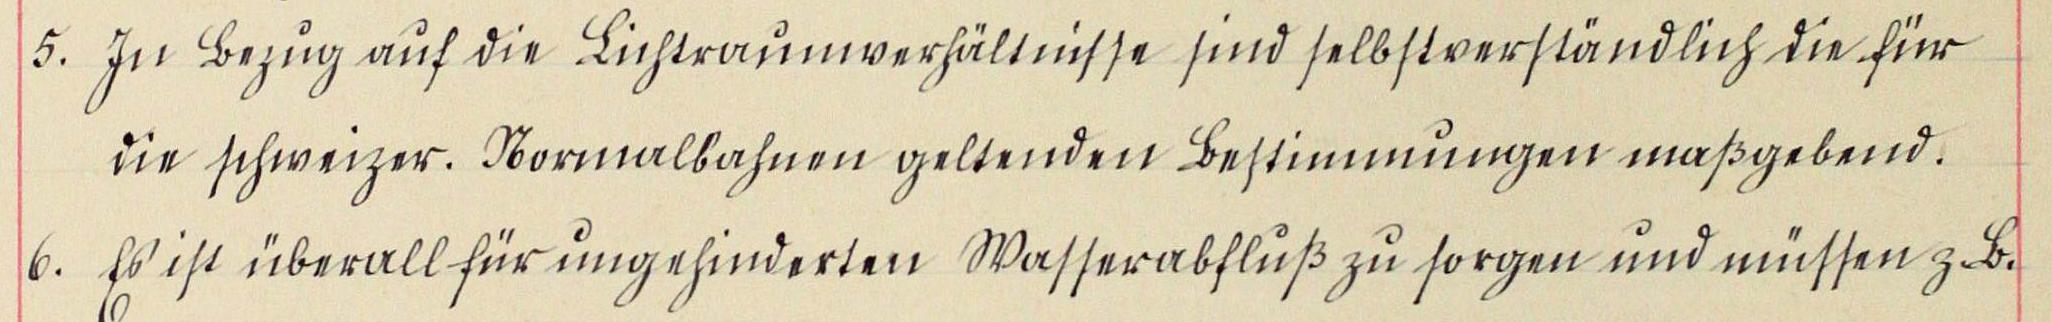 5. In Bezug auf die Lichtraumverhältnisse sind selbstverständlich die für
die schweizer. Normalbahnen geltenden Bestimmungen maßgebend.
6. Es ist überall für ungehinderten Wasserabfluß zu sorgen und müssen z. B.